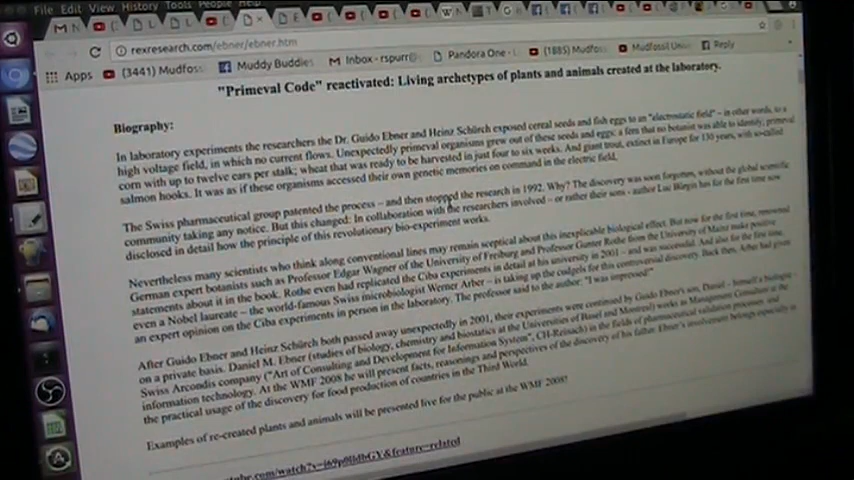 File Edit View History Bookmarks Tools People Help
rexresearch.com/ebner/ebner.htm
Apps (3441) Mudfoss Muddy Buddies Inbox - rspurr@ Pandora One - L (1885) Mudfoss Mudfossil Unive Reply
"Primeval Code" reactivated: Living archetypes of plants and animals created at the laboratory.
Biography:
In laboratory experiments the researchers the Dr. Guido Ebner and Heinz Schürch exposed cereal seeds and fish eggs to an "electrostatic field" – in other words, to a
high voltage field, in which no current flows. Unexpectedly primeval organisms grew out of these seeds and eggs: a fern that no botanist was able to identify; primeval
corn with up to twelve ears per stalk; wheat that was ready to be harvested in just four to six weeks. And giant trout, extinct in Europe for 130 years, with so-called
salmon hooks. It was as if these organisms accessed their own genetic memories on command in the electric field.
The Swiss pharmaceutical group patented the process – and then stopped the research in 1992. Why? The discovery was soon forgotten, without the global scientific
community taking any notice. But this changed: In collaboration with the researchers involved – or rather their sons - author Luc Bürgin has for the first time now
disclosed in detail how the principle of this revolutionary bio-experiment works.
Nevertheless many scientists who think along conventional lines may remain sceptical about this inexplicable biological effect. But now for the first time, renowned
German expert botanists such as Professor Edgar Wagner of the University of Freiburg and Professor Gunter Rothe from the University of Mainz make positive
statements about it in the book. Rothe even had replicated the Ciba experiments in detail at his university in 2001 – and was successful. And also for the first time,
even a Nobel laureate – the world-famous Swiss microbiologist Werner Arber – is taking up the cudgels for this controversial discovery. Back then, Arber had given
an expert opinion on the Ciba experiments in person in the laboratory. The professor said to the author: "I was impressed!"
After Guido Ebner and Heinz Schürch both passed away unexpectedly in 2001, their experiments were continued by Guido Ebner's son, Daniel – himself a biologist
on a private basis. Daniel M. Ebner (studies of biology, chemistry and biostatics at the Universities of Basel and Montreal) works as Management Consultant at the
Swiss Arcondis company ("Art of Consulting and Development for Information System", CH-Reinach) in the fields of pharmaceutical validation processes, and
information technology. At the WMF 2008 he will present facts, reasonings and perspectives of the discovery of his father. Ebner's involvement belongs especially to
the practical usage of the discovery for food production of countries in the Third World.
Examples of re-created plants and animals will be presented live for the public at the WMF 2008!